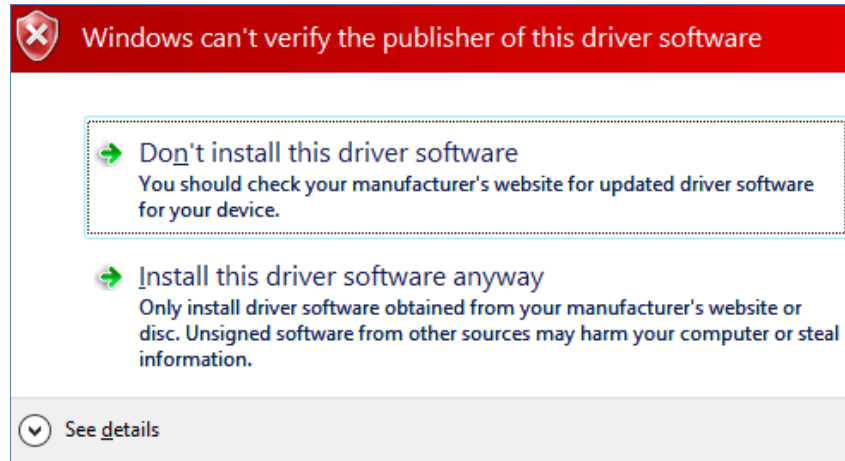 Windows can't verify the publisher of this driver software
Don't install this driver software
You should check your manufacturer's website for updated driver software
for your device.
Install this driver software anyway
Only install driver software obtained from your manufacturer's website or
disc. Unsigned software from other sources may harm your computer or steal
information.
See details